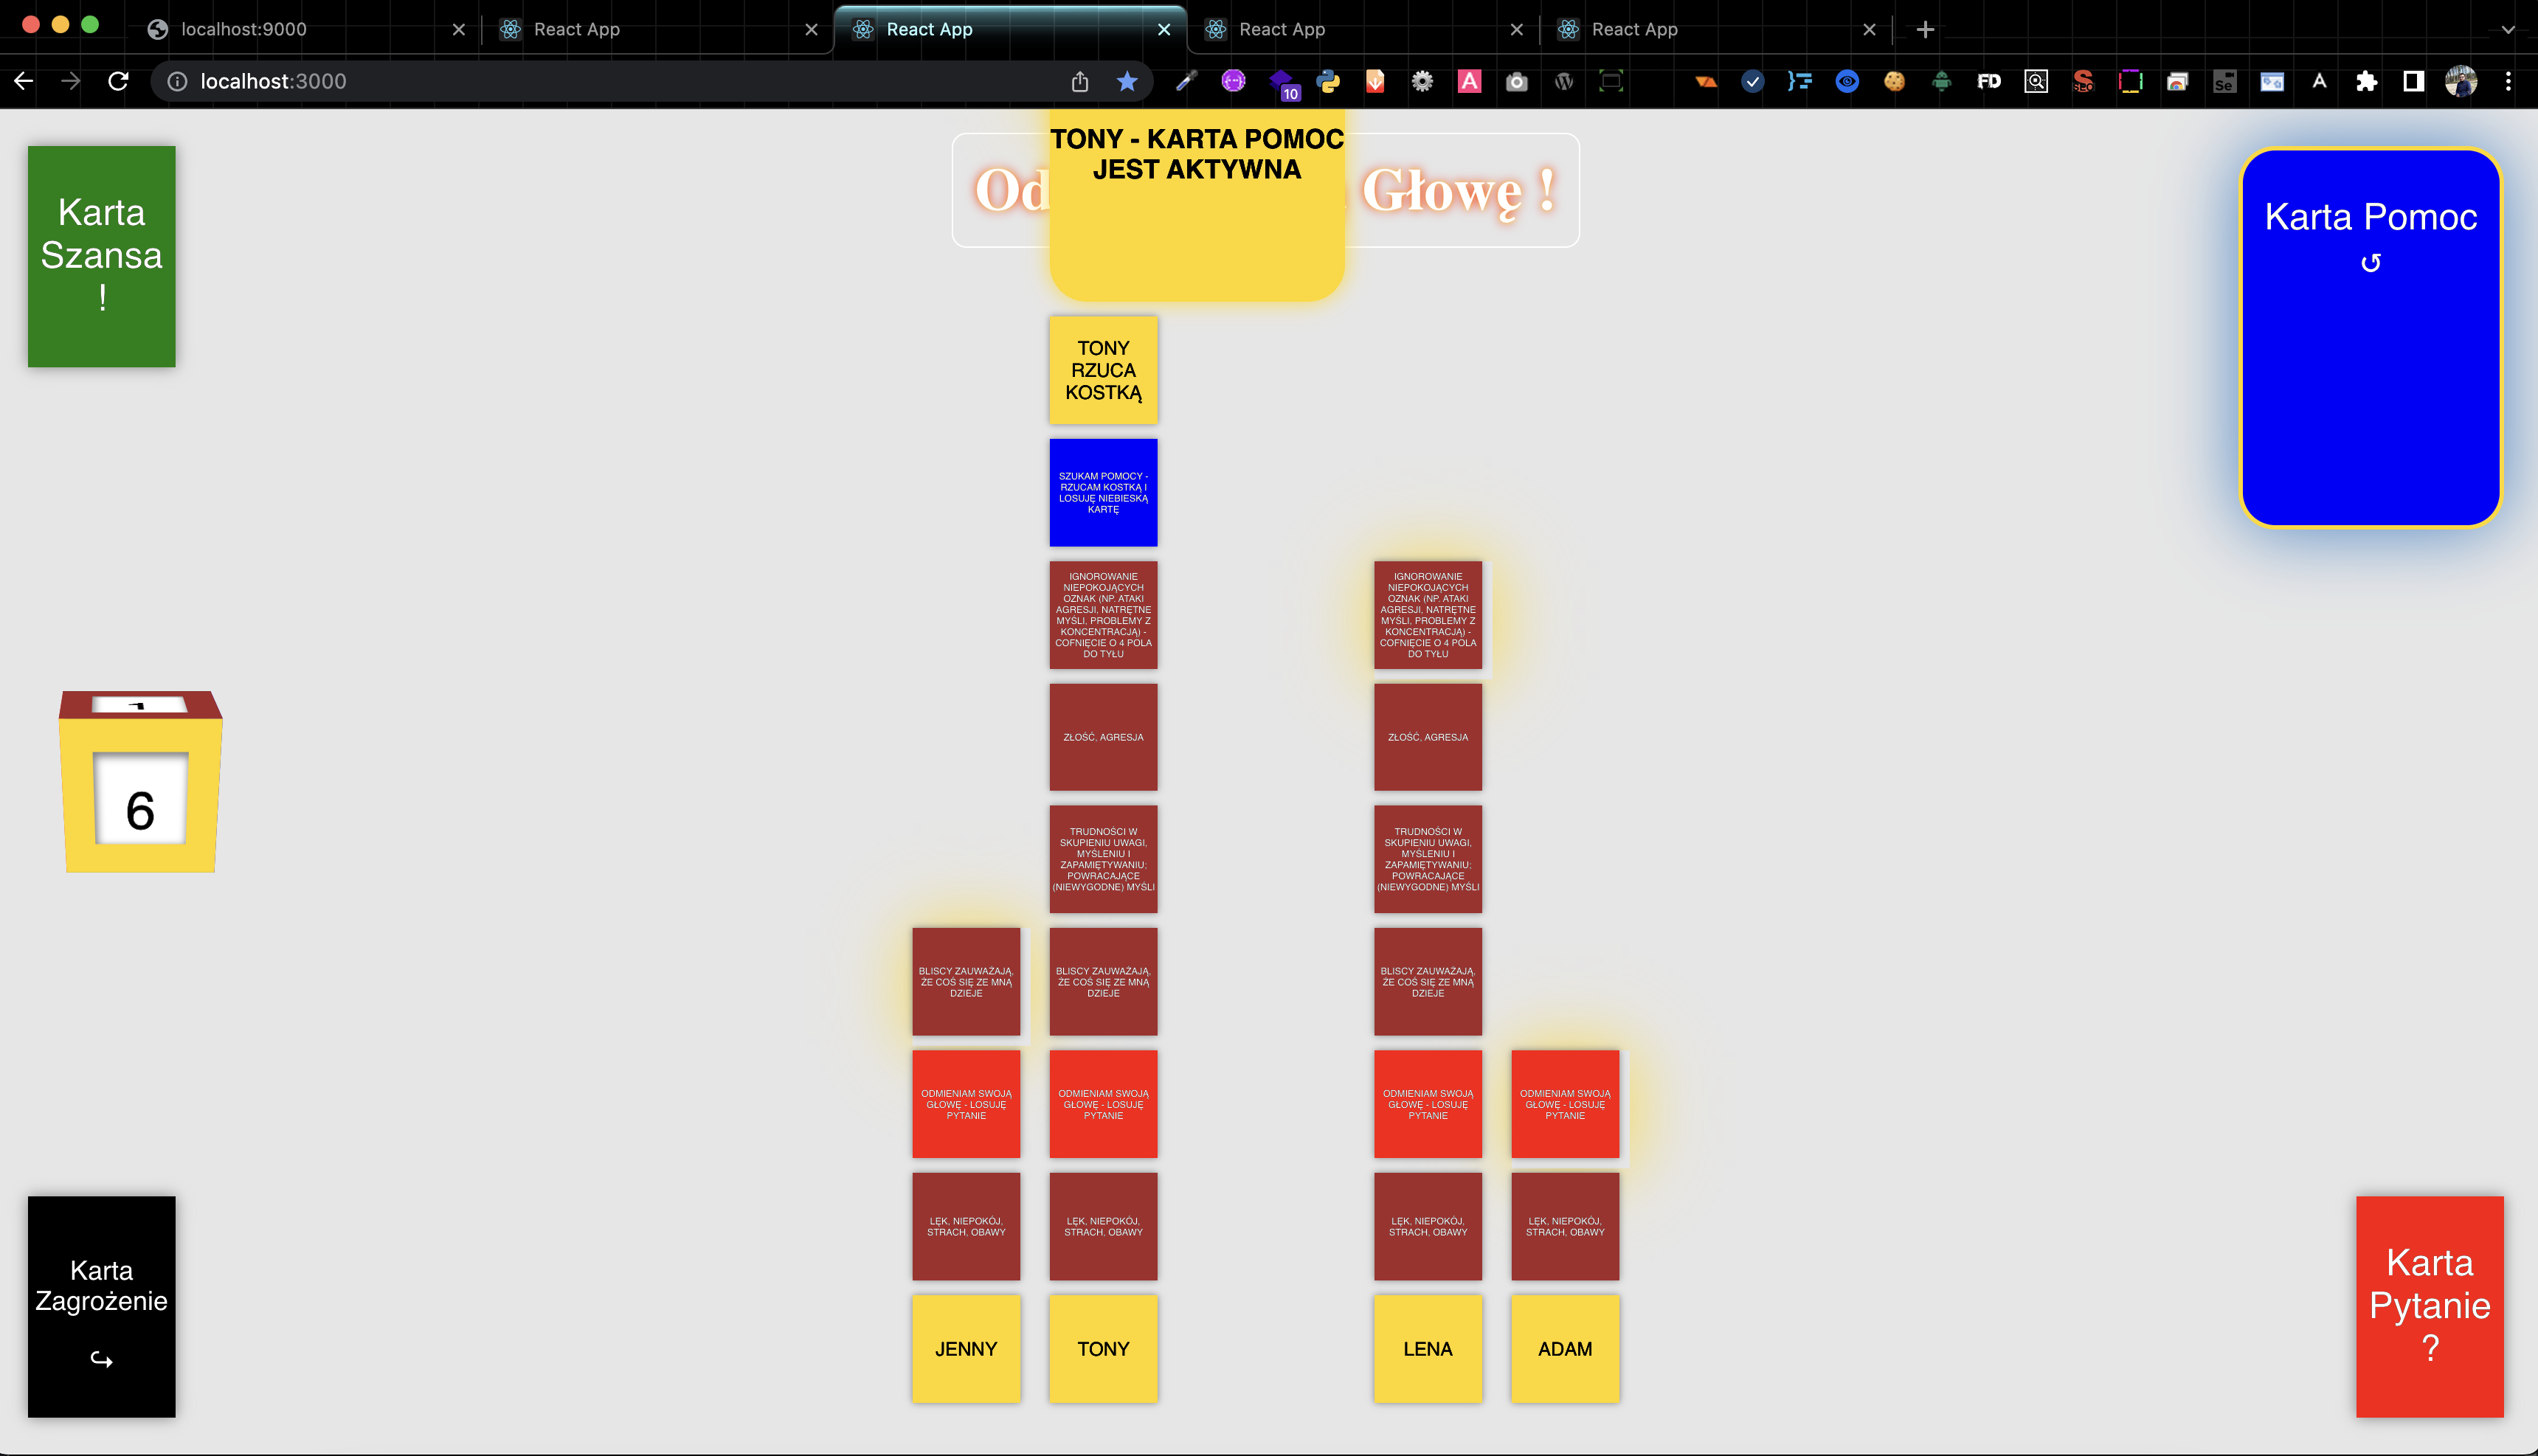 localhost:9000
React App
React App
React App
React App
localhost:3000
10
A
FD
SEO
Se
A
TONY - KARTA POMOC
JEST AKTYWNA
Od
Głowę !
Karta
Szansa
!
Karta Pomoc
↺
TONY
RZUCA
KOSTKĄ
SZUKAM POMOCY -
RZUCAM KOSTKĄ I
LOSUJĘ NIEBIESKĄ
KARTĘ
IGNOROWANIE
NIEPOKOJĄCYCH
OZNAK (NP. ATAKI
AGRESJI, NATRĘTNE
MYŚLI, PROBLEMY Z
KONCENTRACJĄ) -
COFNIĘCIE O 4 POLA
DO TYŁU
IGNOROWANIE
NIEPOKOJĄCYCH
OZNAK (NP. ATAKI
AGRESJI, NATRĘTNE
MYŚLI, PROBLEMY Z
KONCENTRACJĄ) -
COFNIĘCIE O 4 POLA
DO TYŁU
1
6
ZŁOŚĆ, AGRESJA
ZŁOŚĆ, AGRESJA
TRUDNOŚCI W
SKUPIENIU UWAGI,
MYŚLENIU I
ZAPAMIĘTYWANIU;
POWRACAJĄCE
(NIEWYGODNE) MYŚLI
TRUDNOŚCI W
SKUPIENIU UWAGI,
MYŚLENIU I
ZAPAMIĘTYWANIU;
POWRACAJĄCE
(NIEWYGODNE) MYŚLI
BLISCY ZAUWAŻAJĄ,
ŻE COŚ SIĘ ZE MNĄ
DZIEJE
BLISCY ZAUWAŻAJĄ,
ŻE COŚ SIĘ ZE MNĄ
DZIEJE
BLISCY ZAUWAŻAJĄ,
ŻE COŚ SIĘ ZE MNĄ
DZIEJE
ODMIENIAM SWOJĄ
GŁOWĘ - LOSUJĘ
PYTANIE
ODMIENIAM SWOJĄ
GŁOWĘ - LOSUJĘ
PYTANIE
ODMIENIAM SWOJĄ
GŁOWĘ - LOSUJĘ
PYTANIE
ODMIENIAM SWOJĄ
GŁOWĘ - LOSUJĘ
PYTANIE
LĘK, NIEPOKÓJ,
STRACH, OBAWY
LĘK, NIEPOKÓJ,
STRACH, OBAWY
LĘK, NIEPOKÓJ,
STRACH, OBAWY
LĘK, NIEPOKÓJ,
STRACH, OBAWY
Karta
Zagrożenie
↪
JENNY
TONY
LENA
ADAM
Karta
Pytanie
?